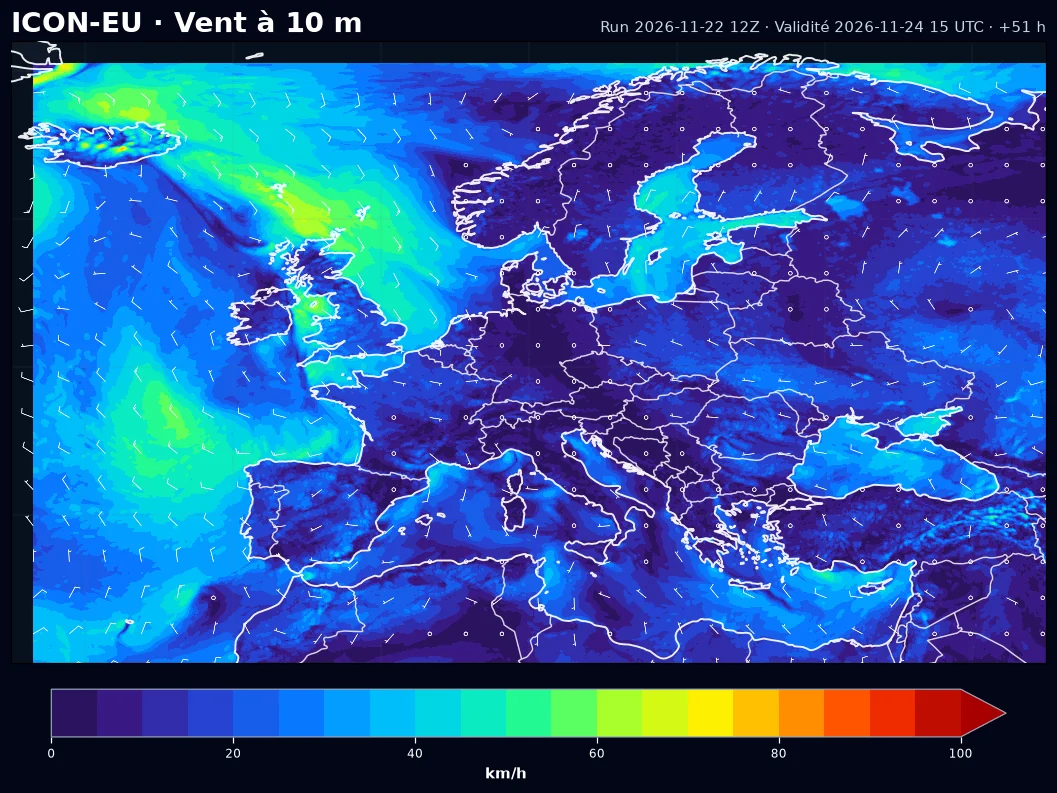 ICON-EU · Vent à 10 m
Run 2026-11-22 12Z · Validité 2026-11-24 15 UTC · +51 h
0 20 40 60 80 100
km/h